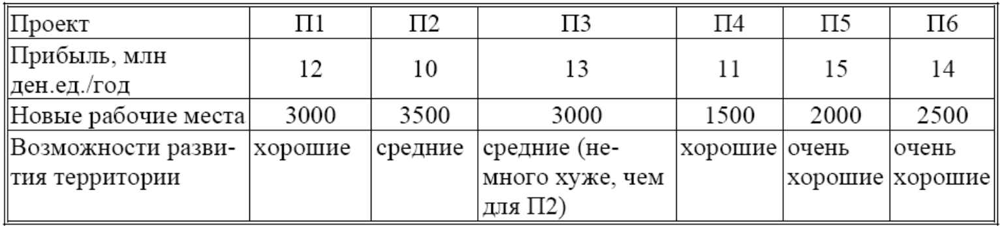 Проект П1 П2 П3 П4 П5 П6
Прибыль, млн
ден.ед./год 12 10 13 11 15 14
Новые рабочие места 3000 3500 3000 1500 2000 2500
Возможности разви- хорошие средние средние (не- хорошие очень очень
тия территории много хуже, чем хорошие хорошие
для П2)